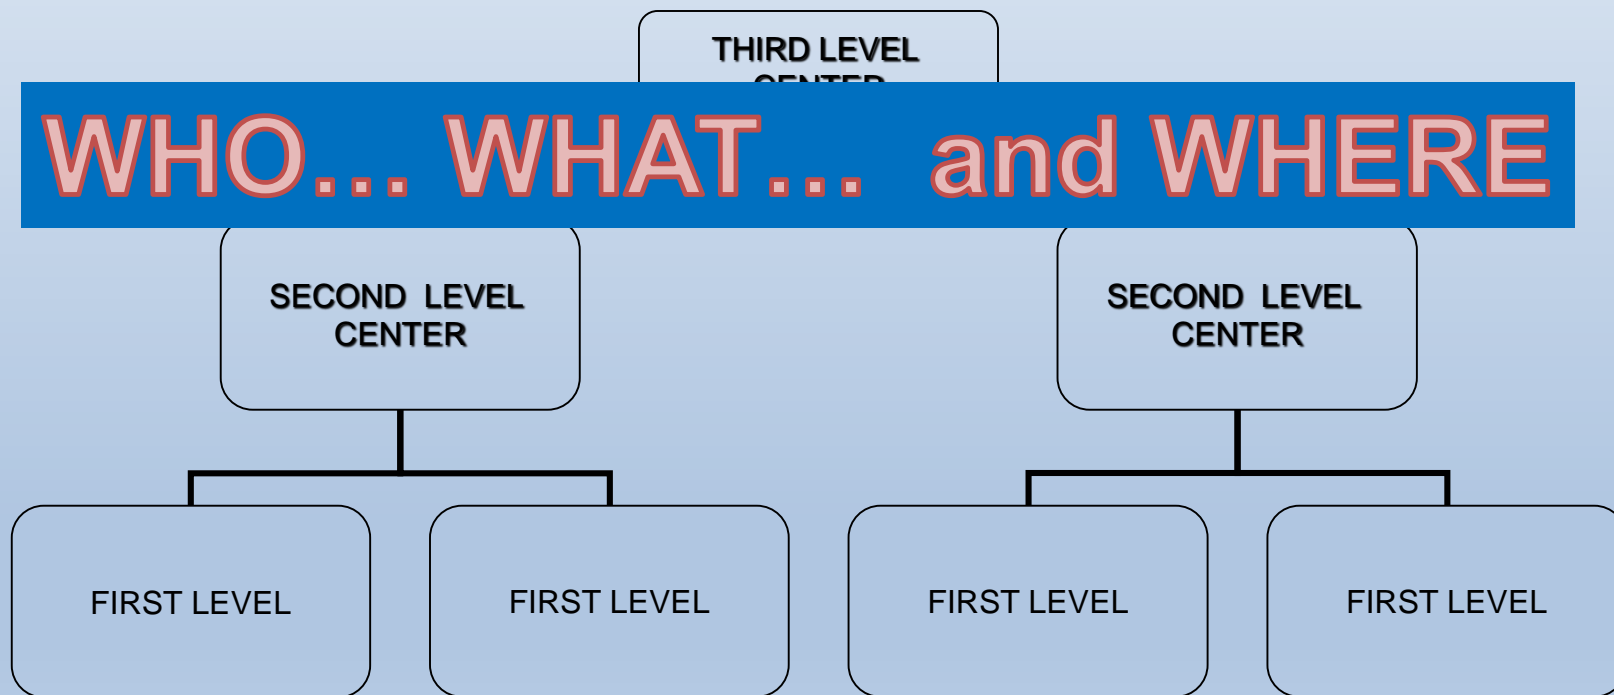 THIRD LEVEL
CENTER
WHO... WHAT... and WHERE
SECOND LEVEL
CENTER
SECOND LEVEL
CENTER
FIRST LEVEL
FIRST LEVEL
FIRST LEVEL
FIRST LEVEL